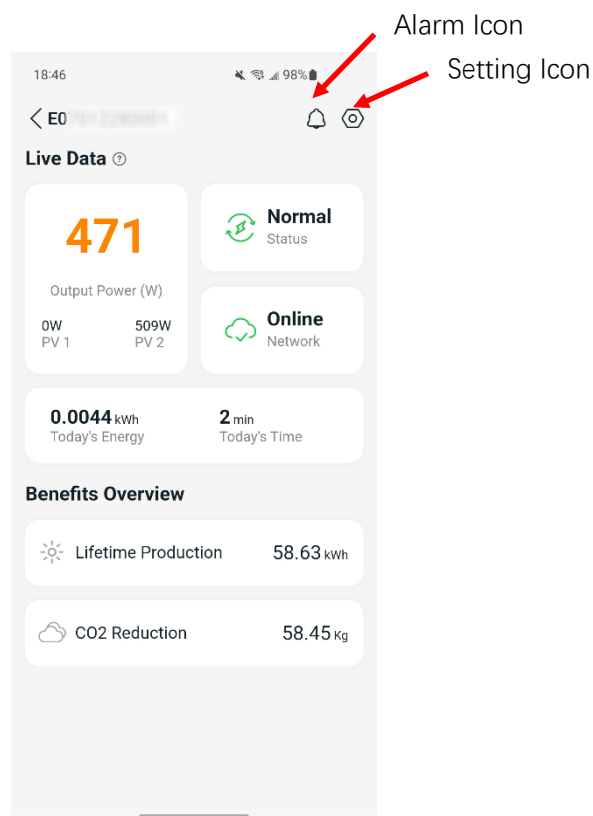 Alarm Icon
Setting Icon
18:46
98%
E0
Live Data
471
Output Power (W)
0W
509W
PV 1
PV 2
Normal
Status
Online
Network
0.0044 kWh
2 min
Today's Energy
Today's Time
Benefits Overview
Lifetime Production
58.63 kWh
CO2 Reduction
58.45 Kg